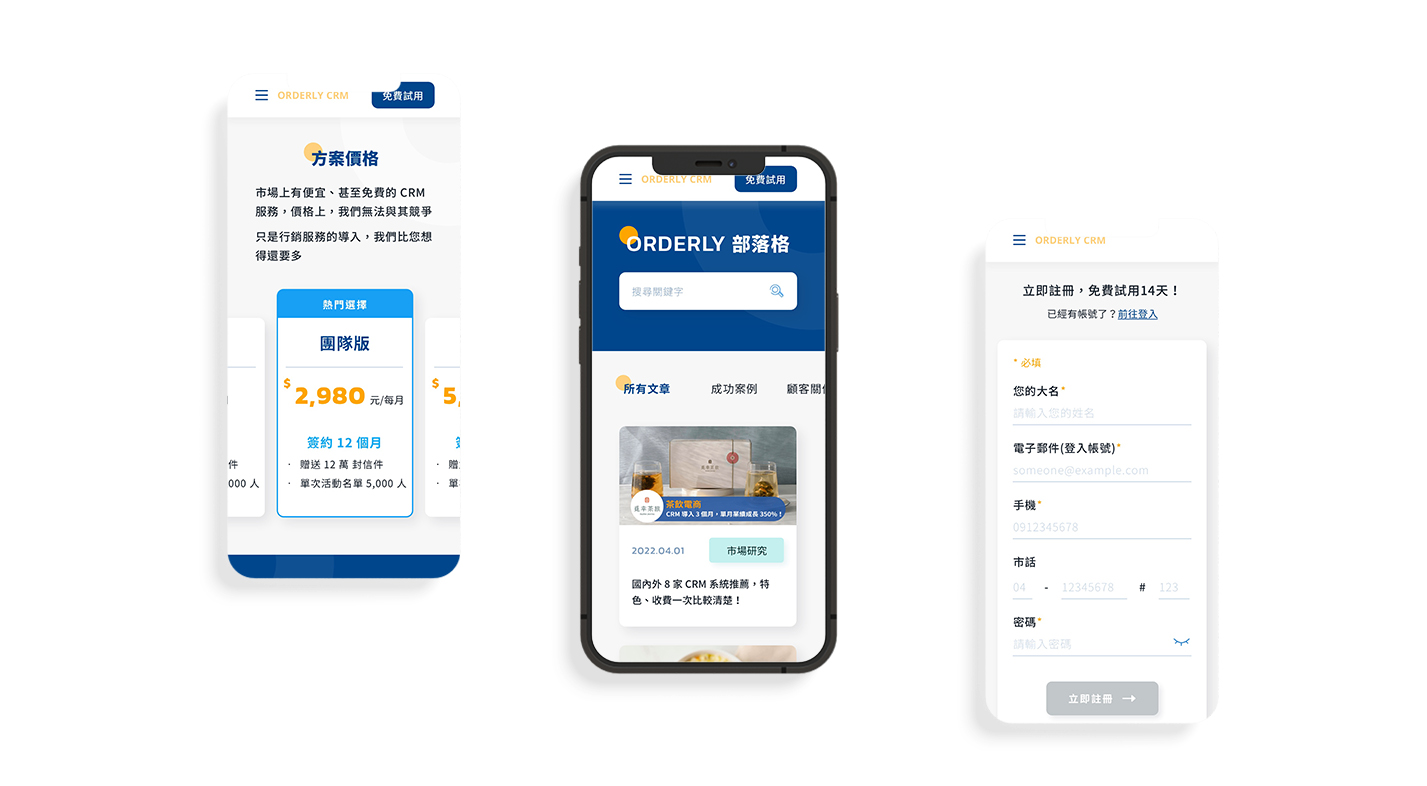 ORDERLY CRM
免費試用
方案價格
市場上有便宜、甚至免費的 CRM
服務,價格上,我們無法與其競爭
只是行銷服務的導入,我們比您想
得還要多
熱門選擇
團隊版
$ 2,980 元/每月
$ 5,
簽約 12 個月
· 贈送 12 萬 封信件
· 單次活動名單 5,000 人
件
000 人
· 贈
· 單
ORDERLY CRM
免費試用
ORDERLY 部落格
搜尋關鍵字
所有文章
成功案例
顧客關
茶飲電商
CRM 導入 3 個月,單月業績成長 350%!
2022.04.01
市場研究
國內外 8 家 CRM 系統推薦,特
色、收費一次比較清楚!
ORDERLY CRM
立即註冊,免費試用14天!
已經有帳號了?前往登入
* 必填
您的大名*
請輸入您的姓名
電子郵件(登入帳號)*
someone@example.com
手機*
0912345678
市話
04 - 12345678 # 123
密碼*
請輸入密碼
立即註冊 →